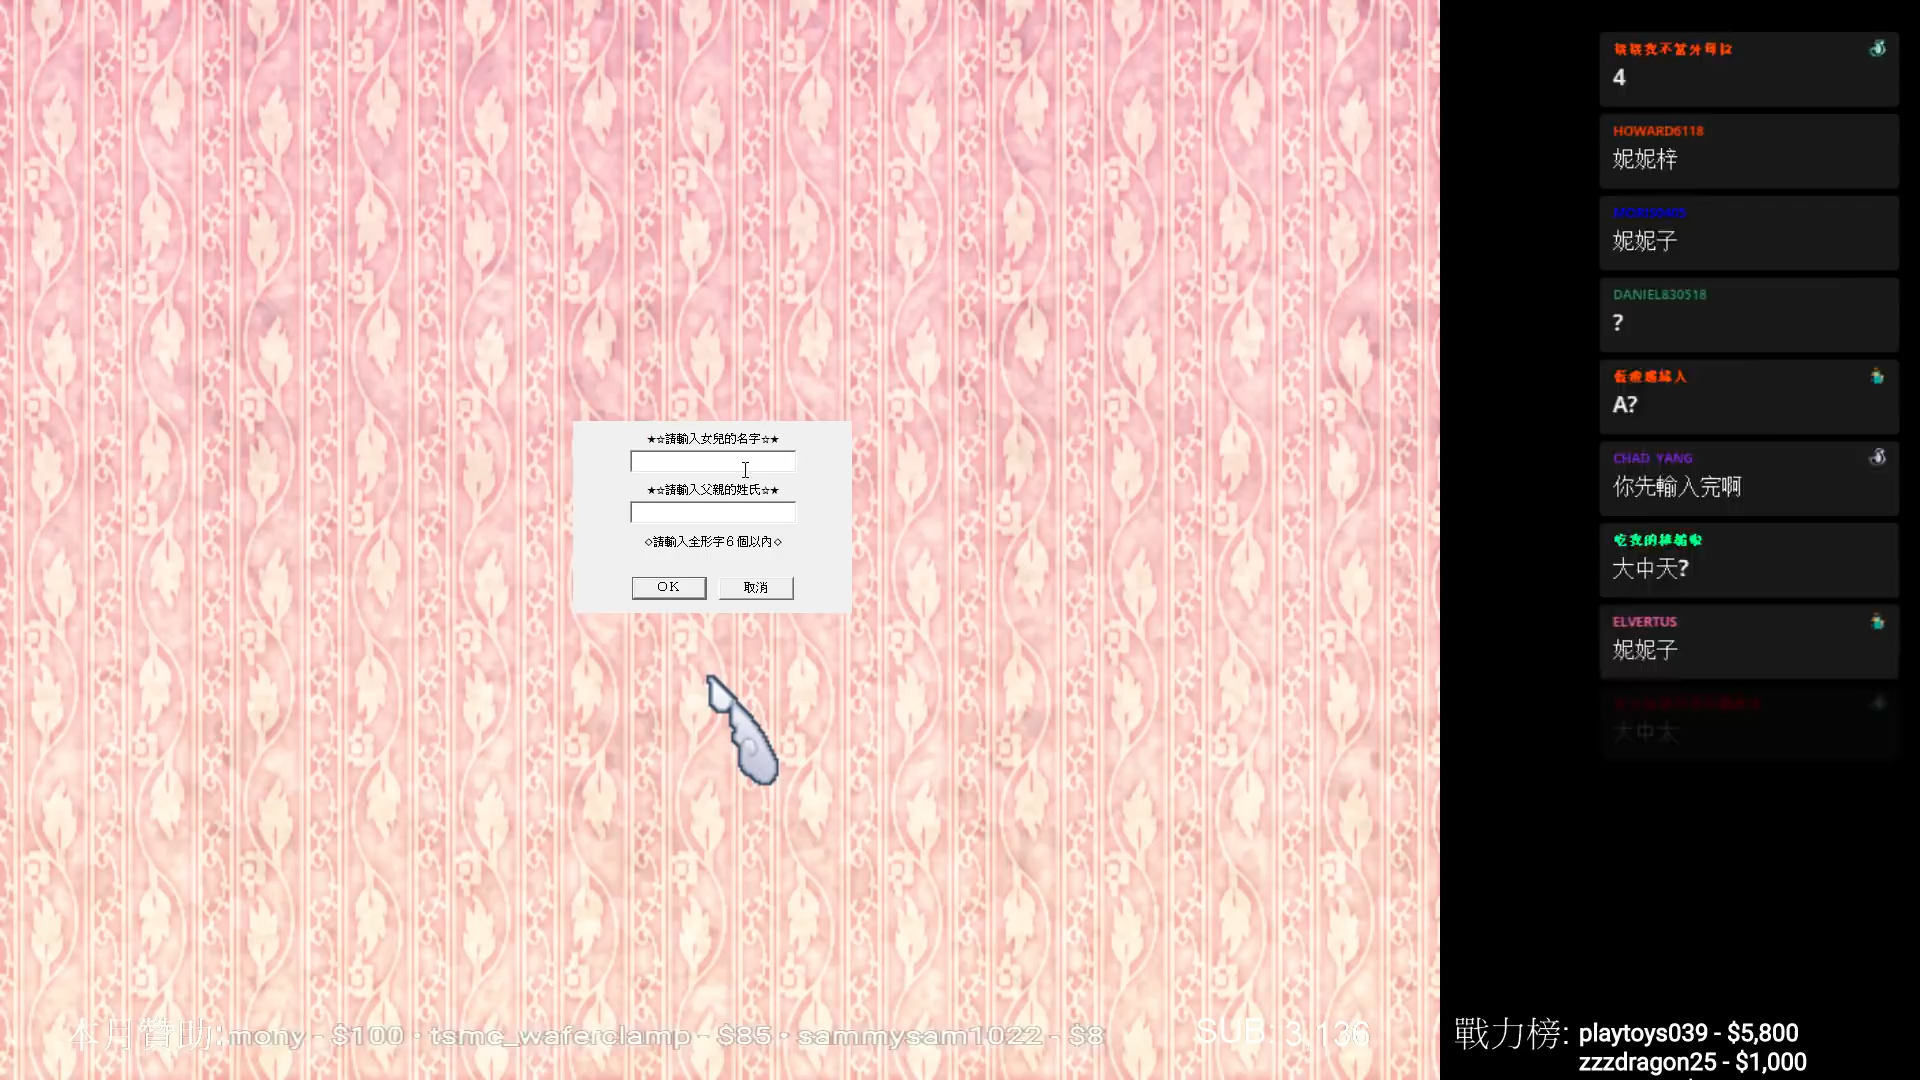 ★☆請輸入女兒的名字☆★
★☆請輸入父親的姓氏☆★
◇請輸入全形字６個以內◇
OK
取消
4
HOWARD6118
妮妮梓
妮妮子
DANIEL830518
?
A?
CHAD YANG
你先輸入完啊
大中天?
ELVERTUS
妮妮子
本月贊助: mony - $100 • tsmc_waferclamp - $85 • sammysam1022 - $8
SUB: 3,136
戰力榜: playtoys039 - $5,800
zzzdragon25 - $1,000